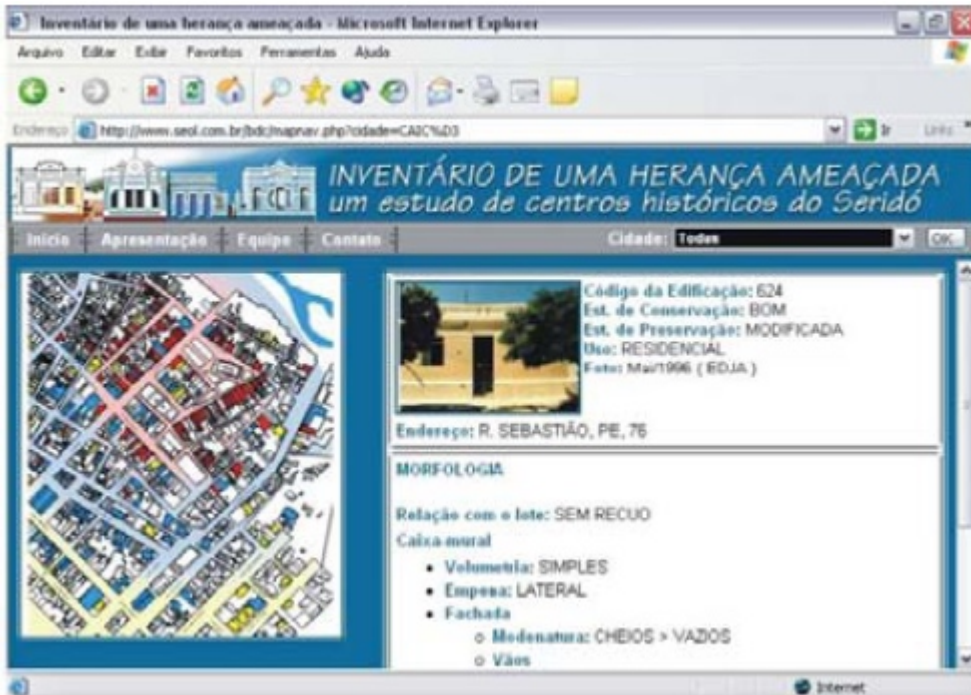 Inventário de uma herança ameaçada - Microsoft Internet Explorer
Arquivo Editar Exibir Favoritos Ferramentas Ajuda
Endereço http://www.seol.com.br/bdc/mapnav.php?cidade=CAIC%D3 Ir Links
INVENTÁRIO DE UMA HERANÇA AMEAÇADA
um estudo de centros históricos do Seridó
Início Apresentação Equipe Contato Cidade: Todas OK
Código da Edificação: 624
Est. de Conservação: BOM
Est. de Preservação: MODIFICADA
Uso: RESIDENCIAL
Foto: Mai/1996 ( EDJA )
Endereço: R. SEBASTIÃO, PE, 76
MORFOLOGIA
Relação com o lote: SEM RECUO
Caixa mural
• Volumetria: SIMPLES
• Empena: LATERAL
• Fachada
o Modenatura: CHEIOS > VAZIOS
o Vãos
Internet